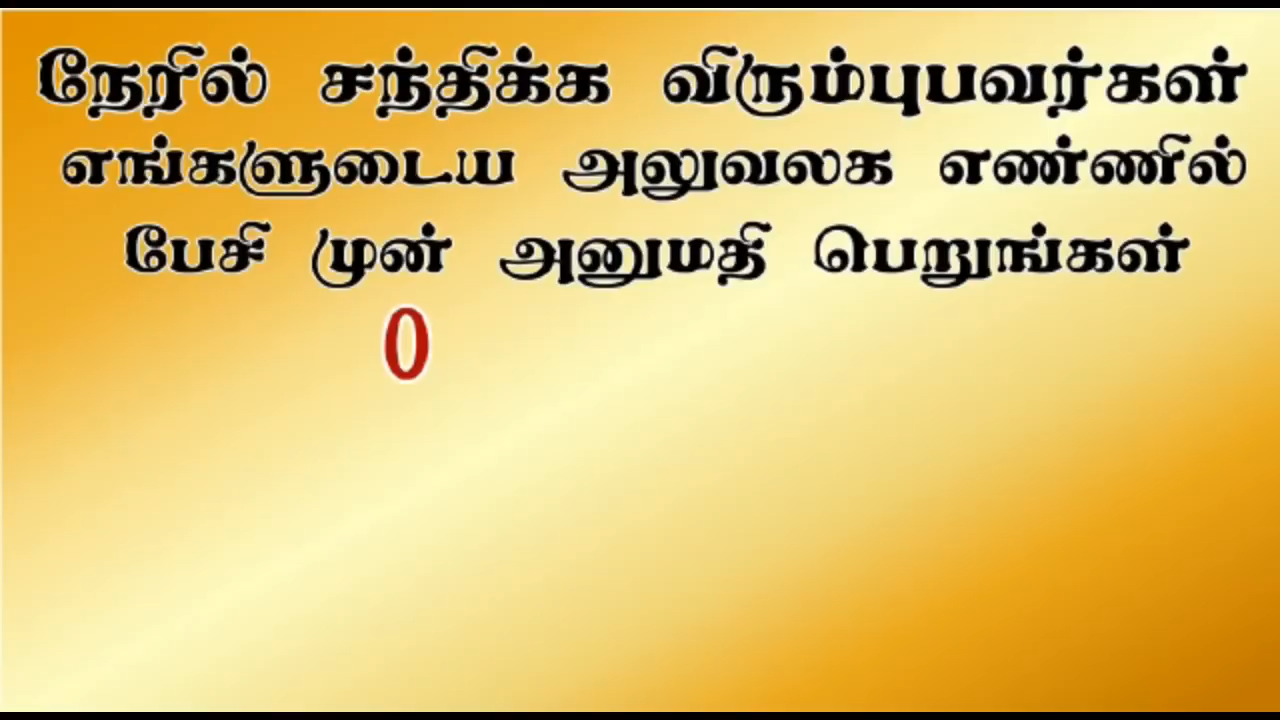 நேரில் சந்திக்க விரும்புபவர்கள்
எங்களுடைய அலுவலக எண்ணில்
பேசி முன் அனுமதி பெறுங்கள்
0